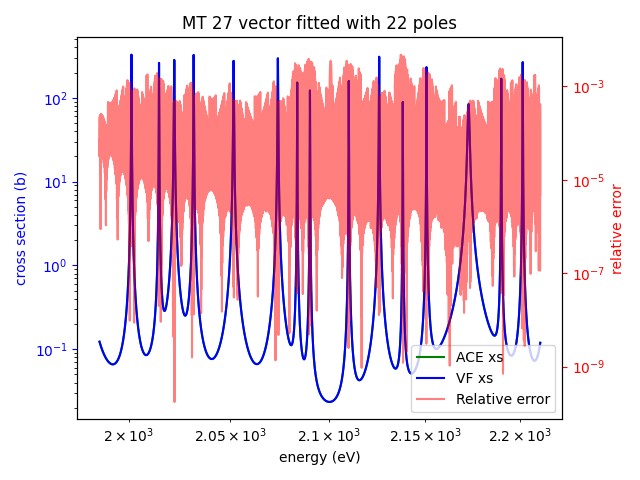 MT 27 vector fitted with 22 poles
cross section (b)
10²
10¹
10⁰
10⁻¹
10⁻³
10⁻⁵
10⁻⁷
10⁻⁹
relative error
ACE xs
VF xs
Relative error
2 × 10³
2.05 × 10³
2.1 × 10³
2.15 × 10³
2.2 × 10³
energy (eV)